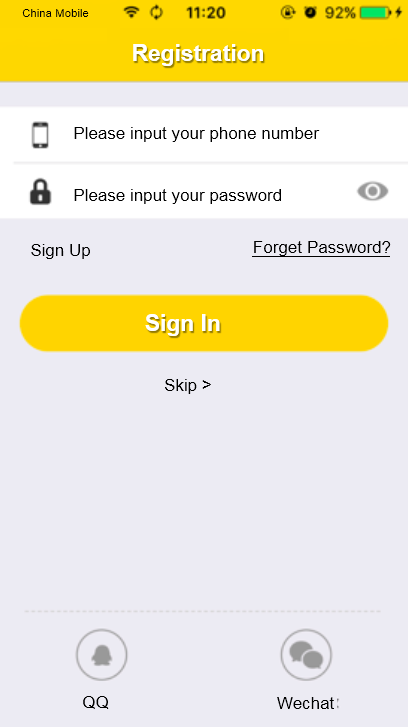 China Mobile 11:20 92%
Registration
Please input your phone number
Please input your password
Sign Up Forget Password?
Sign In
Skip >
QQ Wechat